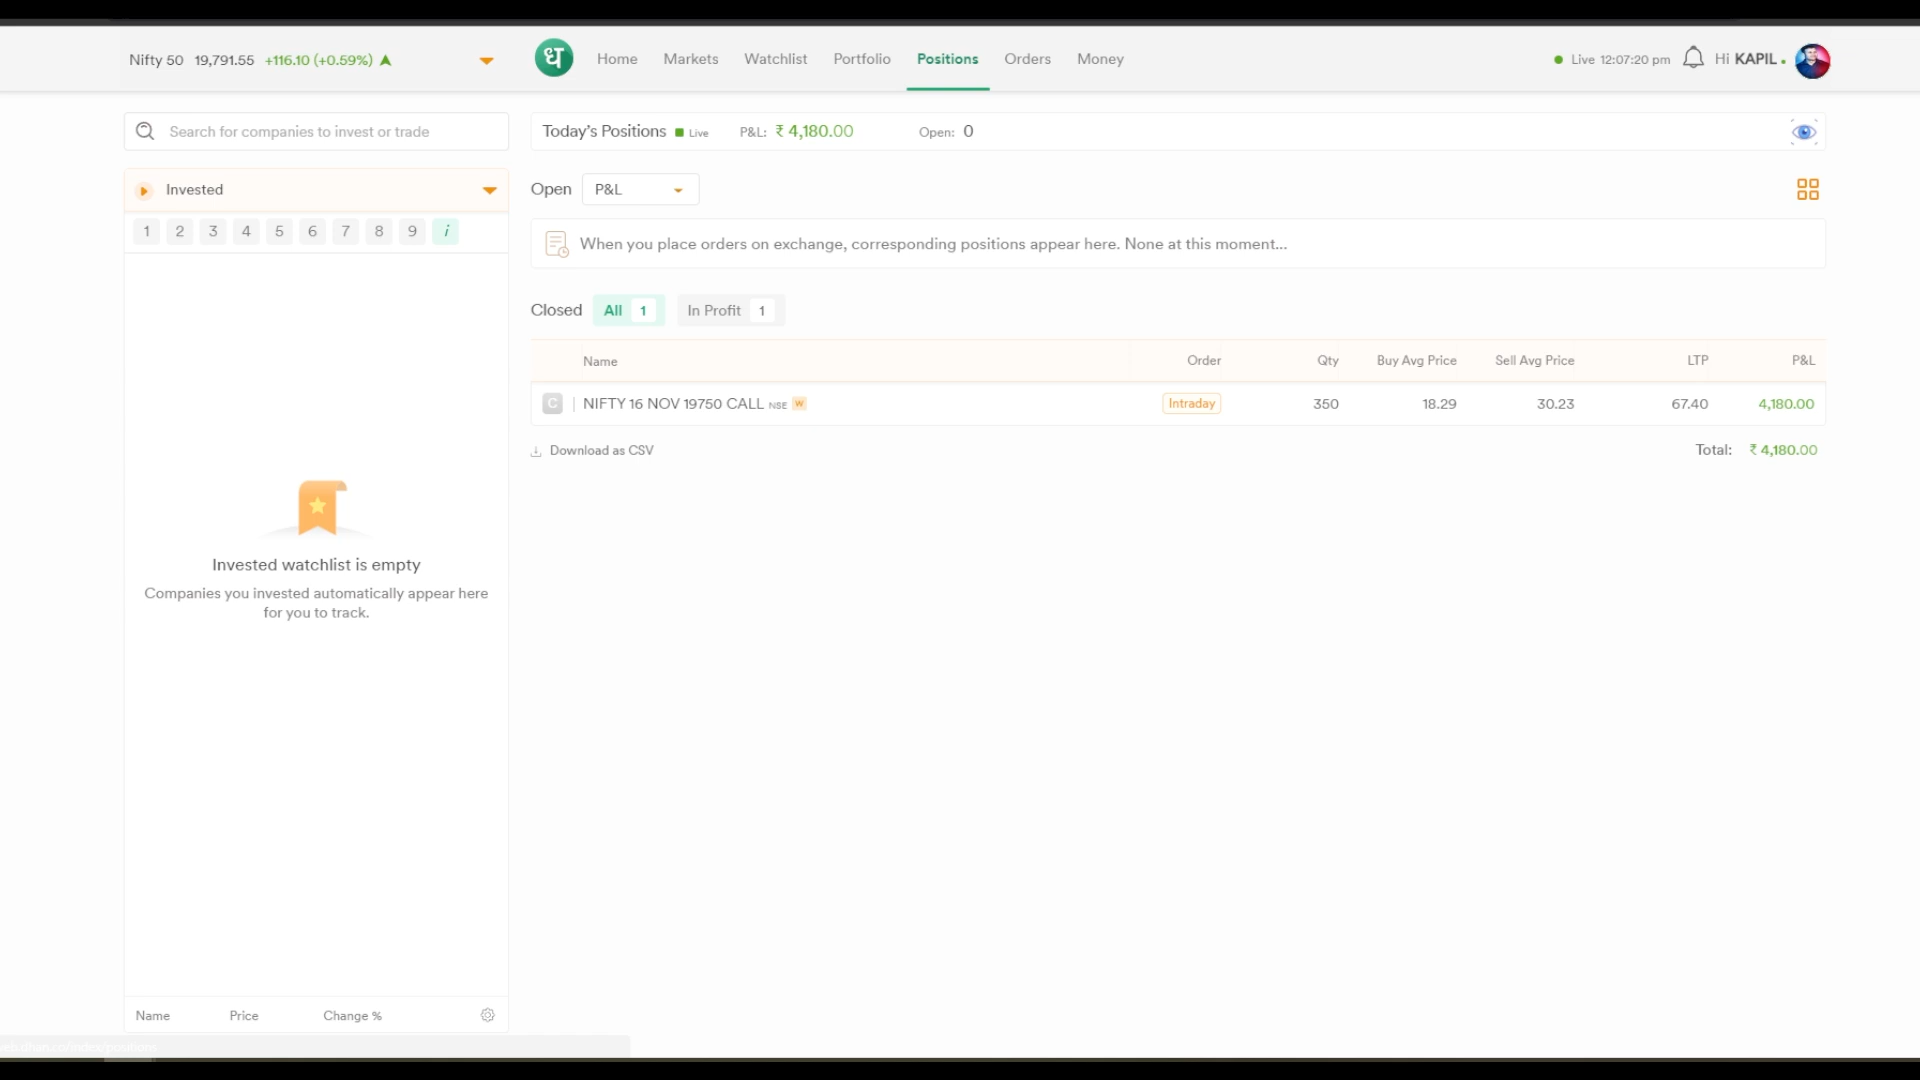 Nifty 50 19,791.55 +116.10 (+0.59%)
ध
Home Markets Watchlist Portfolio Positions Orders Money
Live 12:07:20 pm Hi KAPIL
Search for companies to invest or trade
Today's Positions Live P&L: ₹ 4,180.00 Open: 0
Invested
Open P&L
1 2 3 4 5 6 7 8 9 i
When you place orders on exchange, corresponding positions appear here. None at this moment...
Closed All 1 In Profit 1
Name Order Qty Buy Avg Price Sell Avg Price LTP P&L
C | NIFTY 16 NOV 19750 CALL NSE W Intraday 350 18.29 30.23 67.40 4,180.00
Download as CSV Total: ₹ 4,180.00
Invested watchlist is empty
Companies you invested automatically appear here
for you to track.
Name Price Change %